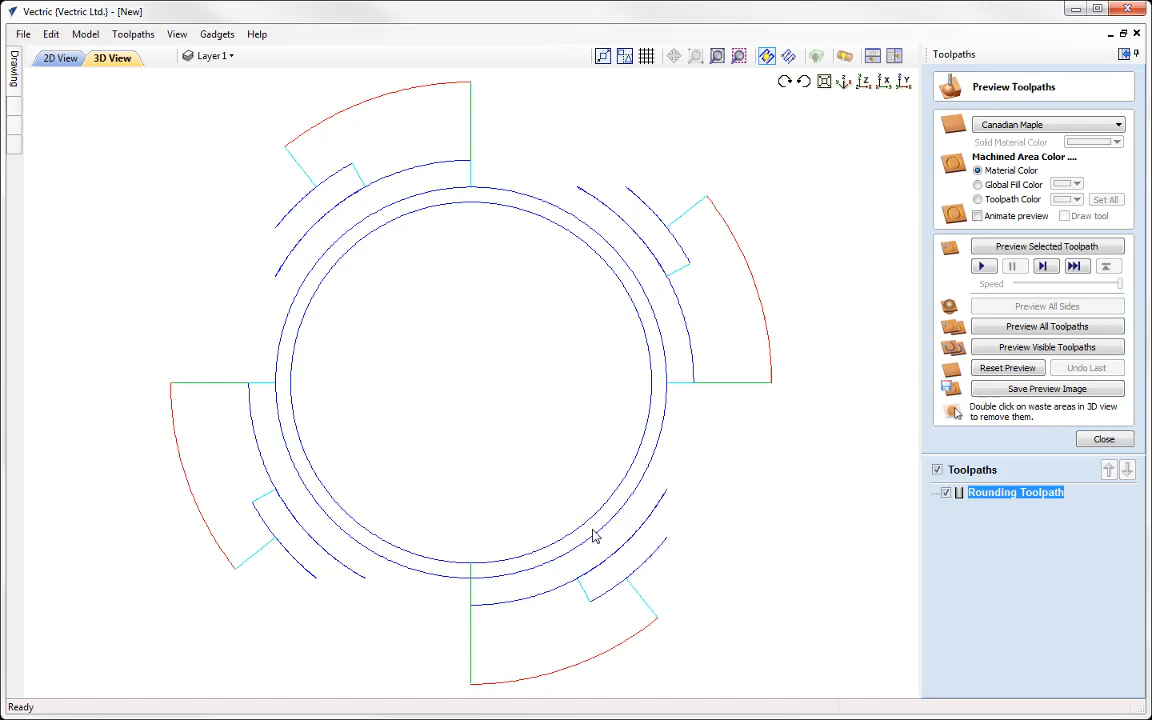 Vectric {Vectric Ltd.} - [New]
File Edit Model Toolpaths View Gadgets Help
Drawing
2D View 3D View Layer 1
Z X Y
Toolpaths
Preview Toolpaths
Canadian Maple
Solid Material Color
Machined Area Color ....
Material Color
Global Fill Color
Toolpath Color Set All
Animate preview Draw tool
Preview Selected Toolpath
Speed
Preview All Sides
Preview All Toolpaths
Preview Visible Toolpaths
Reset Preview Undo Last
Save Preview Image
Double click on waste areas in 3D view
to remove them.
Close
Toolpaths
Rounding Toolpath
Ready